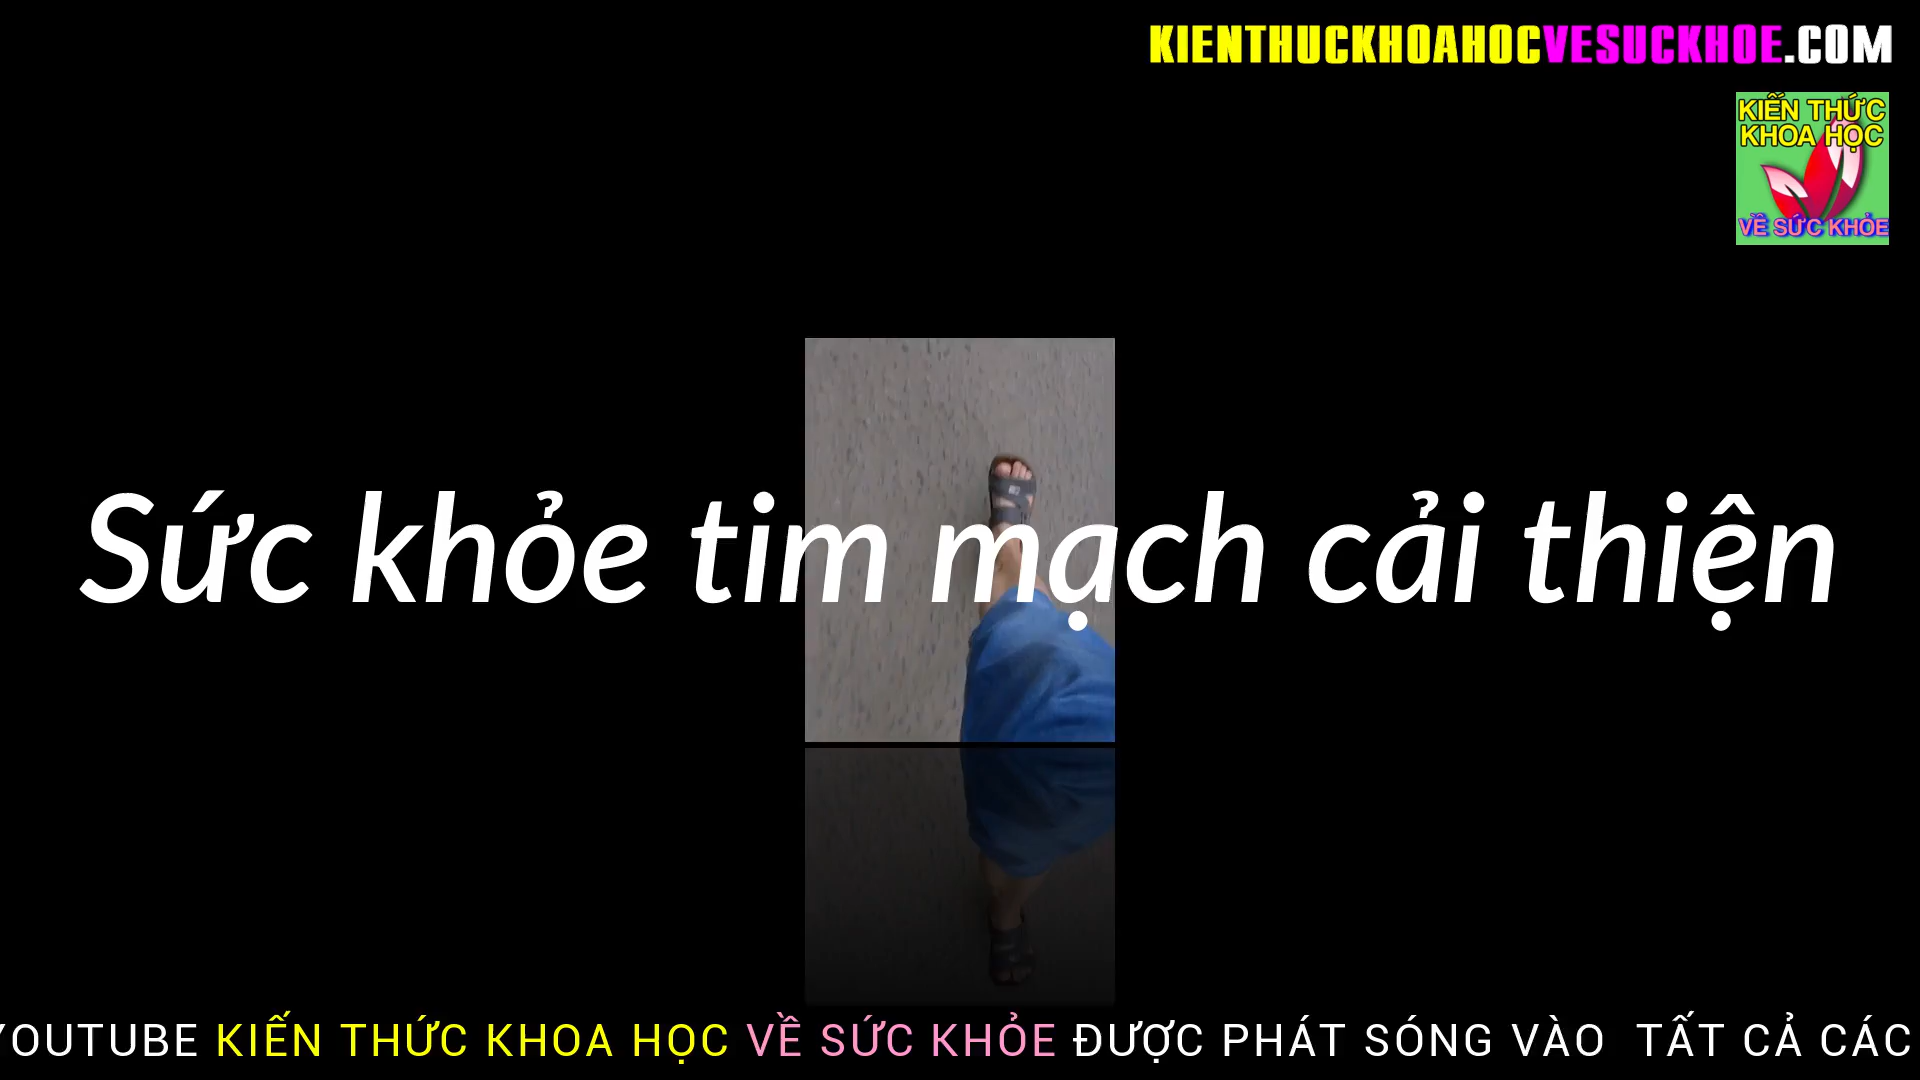 KIENTHUCKHOAHOCVESUCKHOE.COM
KIẾN THỨC
KHOA HỌC
VỀ SỨC KHỎE
Sức khỏe tim mạch cải thiện
YOUTUBE KIẾN THỨC KHOA HỌC VỀ SỨC KHỎE ĐƯỢC PHÁT SÓNG VÀO TẤT CẢ CÁC